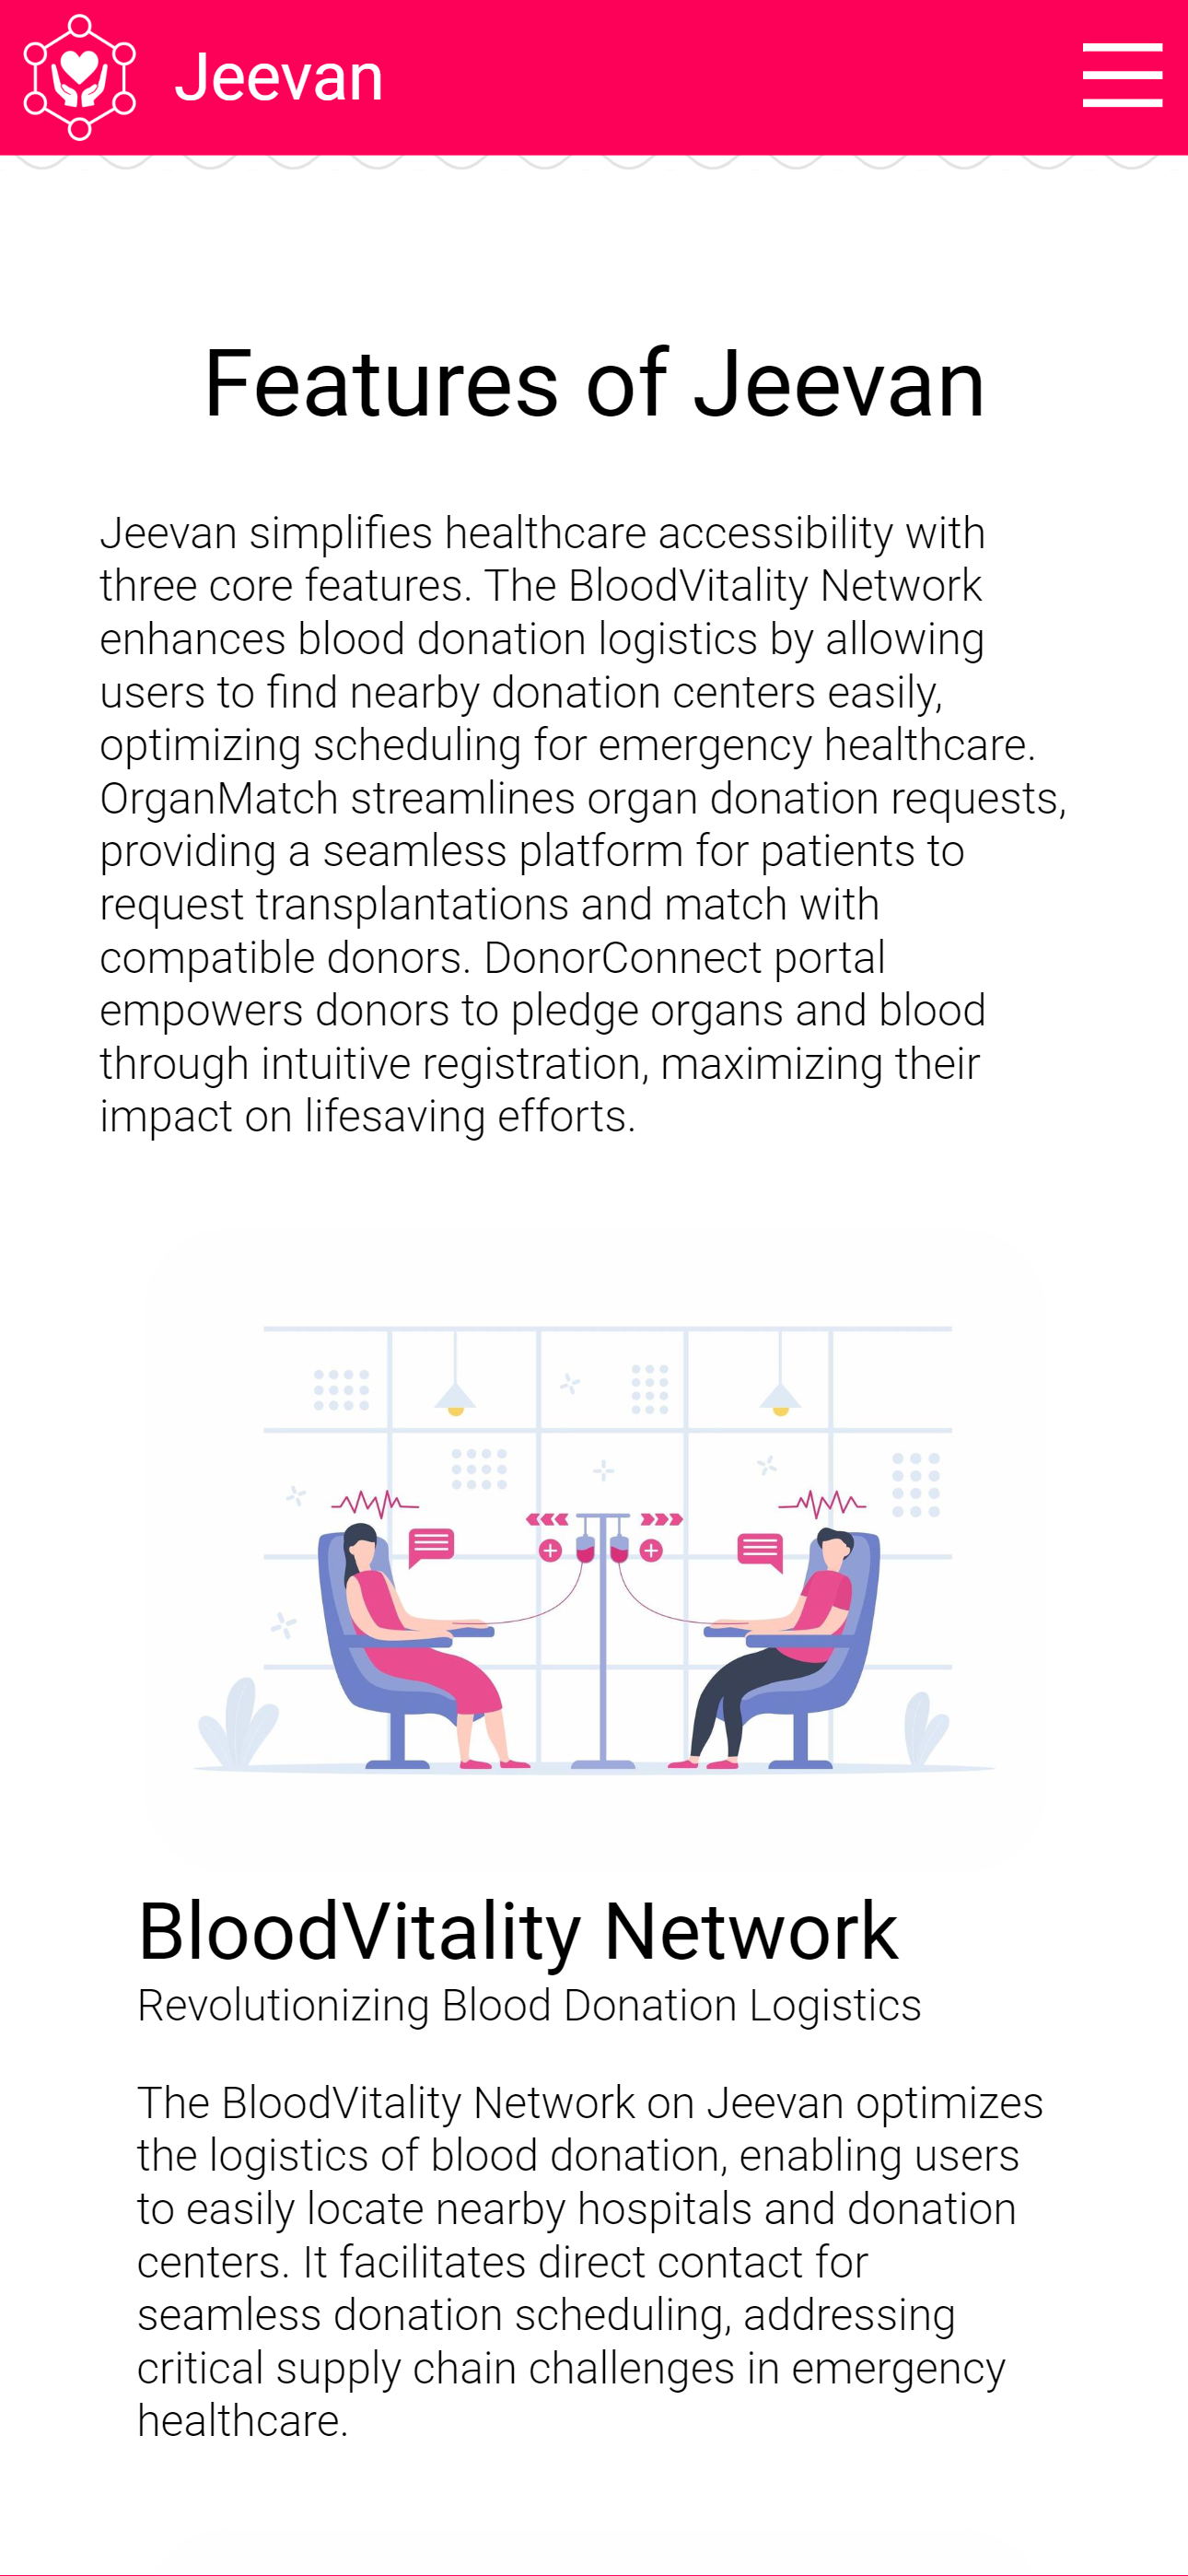 Jeevan
Features of Jeevan
Jeevan simplifies healthcare accessibility with
three core features. The BloodVitality Network
enhances blood donation logistics by allowing
users to find nearby donation centers easily,
optimizing scheduling for emergency healthcare.
OrganMatch streamlines organ donation requests,
providing a seamless platform for patients to
request transplantations and match with
compatible donors. DonorConnect portal
empowers donors to pledge organs and blood
through intuitive registration, maximizing their
impact on lifesaving efforts.
BloodVitality Network
Revolutionizing Blood Donation Logistics
The BloodVitality Network on Jeevan optimizes
the logistics of blood donation, enabling users
to easily locate nearby hospitals and donation
centers. It facilitates direct contact for
seamless donation scheduling, addressing
critical supply chain challenges in emergency
healthcare.